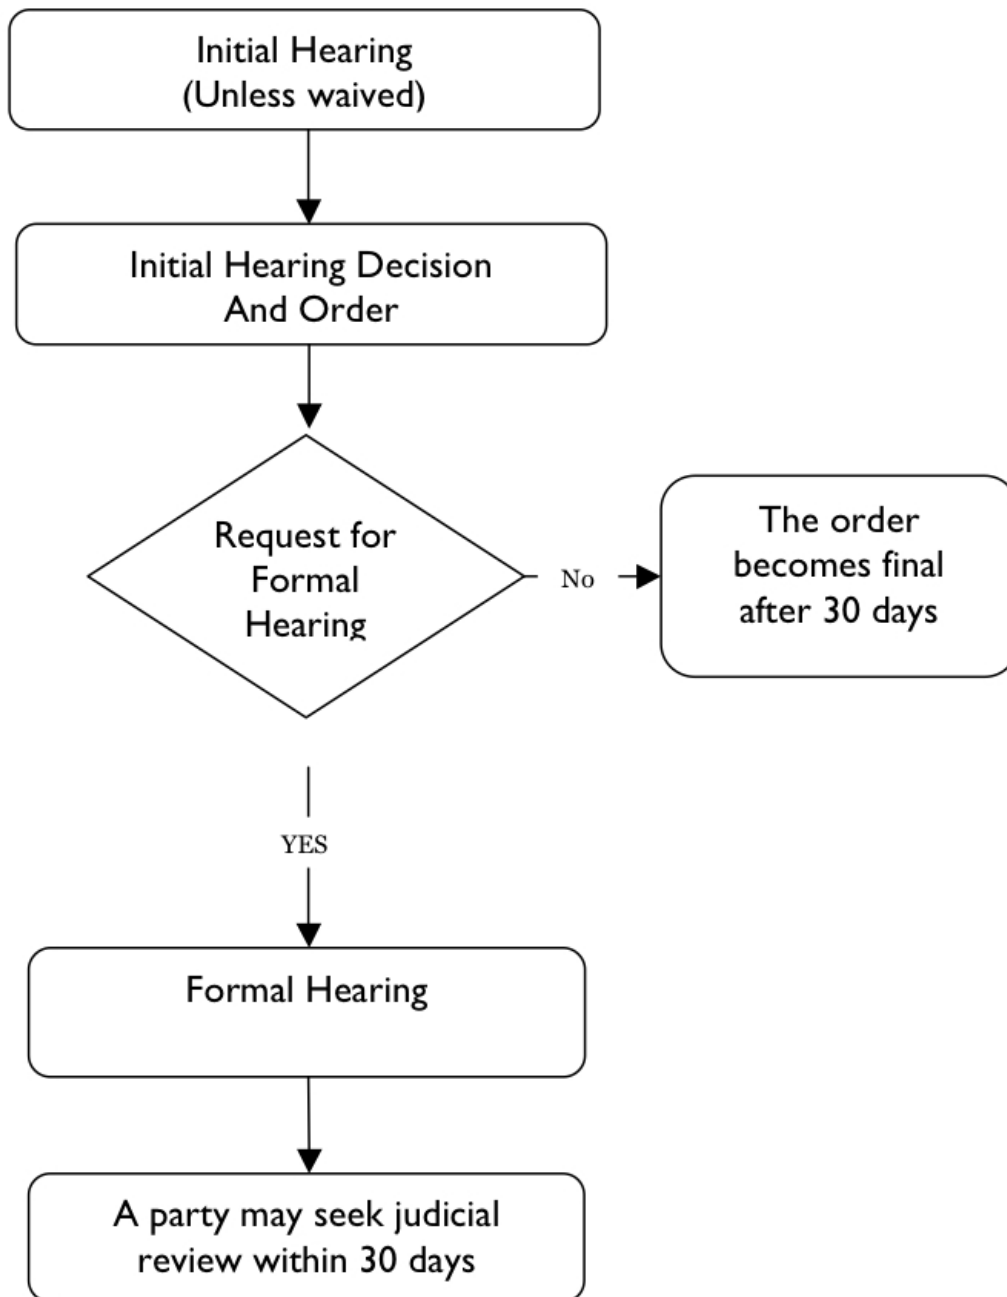 Initial Hearing
(Unless waived)
Initial Hearing Decision
And Order
Request for
Formal
Hearing
No
The order
becomes final
after 30 days
YES
Formal Hearing
A party may seek judicial
review within 30 days